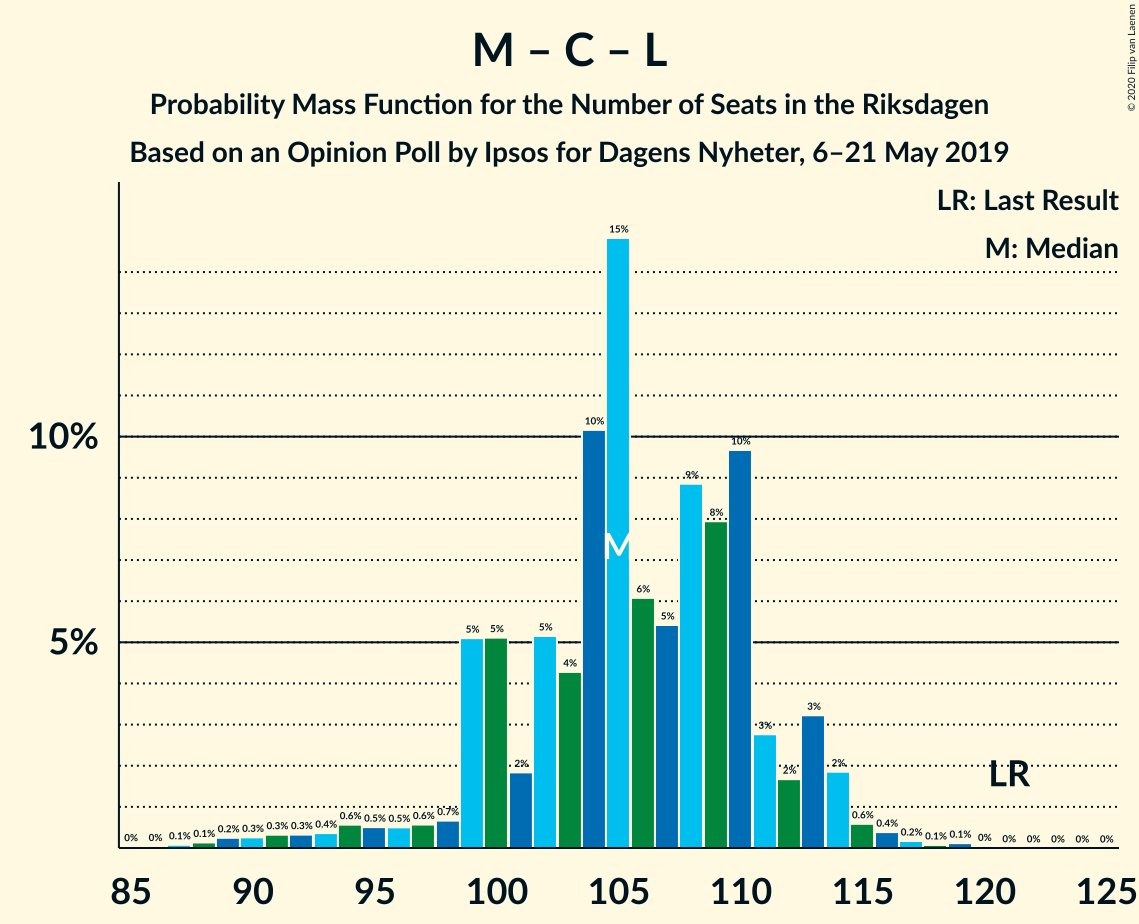 M – C – L
Probability Mass Function for the Number of Seats in the Riksdagen
Based on an Opinion Poll by Ipsos for Dagens Nyheter, 6–21 May 2019
© 2020 Filip van Laenen
LR: Last Result
M: Median
10%
5%
0% 0% 0.1% 0.1% 0.2% 0.3% 0.3% 0.3% 0.4% 0.6% 0.5% 0.5% 0.6% 0.7% 5% 5% 2% 5% 4% 10% 15% 6% 5% 9% 8% 10% 3% 2% 3% 2% 0.6% 0.4% 0.2% 0.1% 0.1% 0% 0% 0% 0% 0% 0%
M
LR
85 90 95 100 105 110 115 120 125